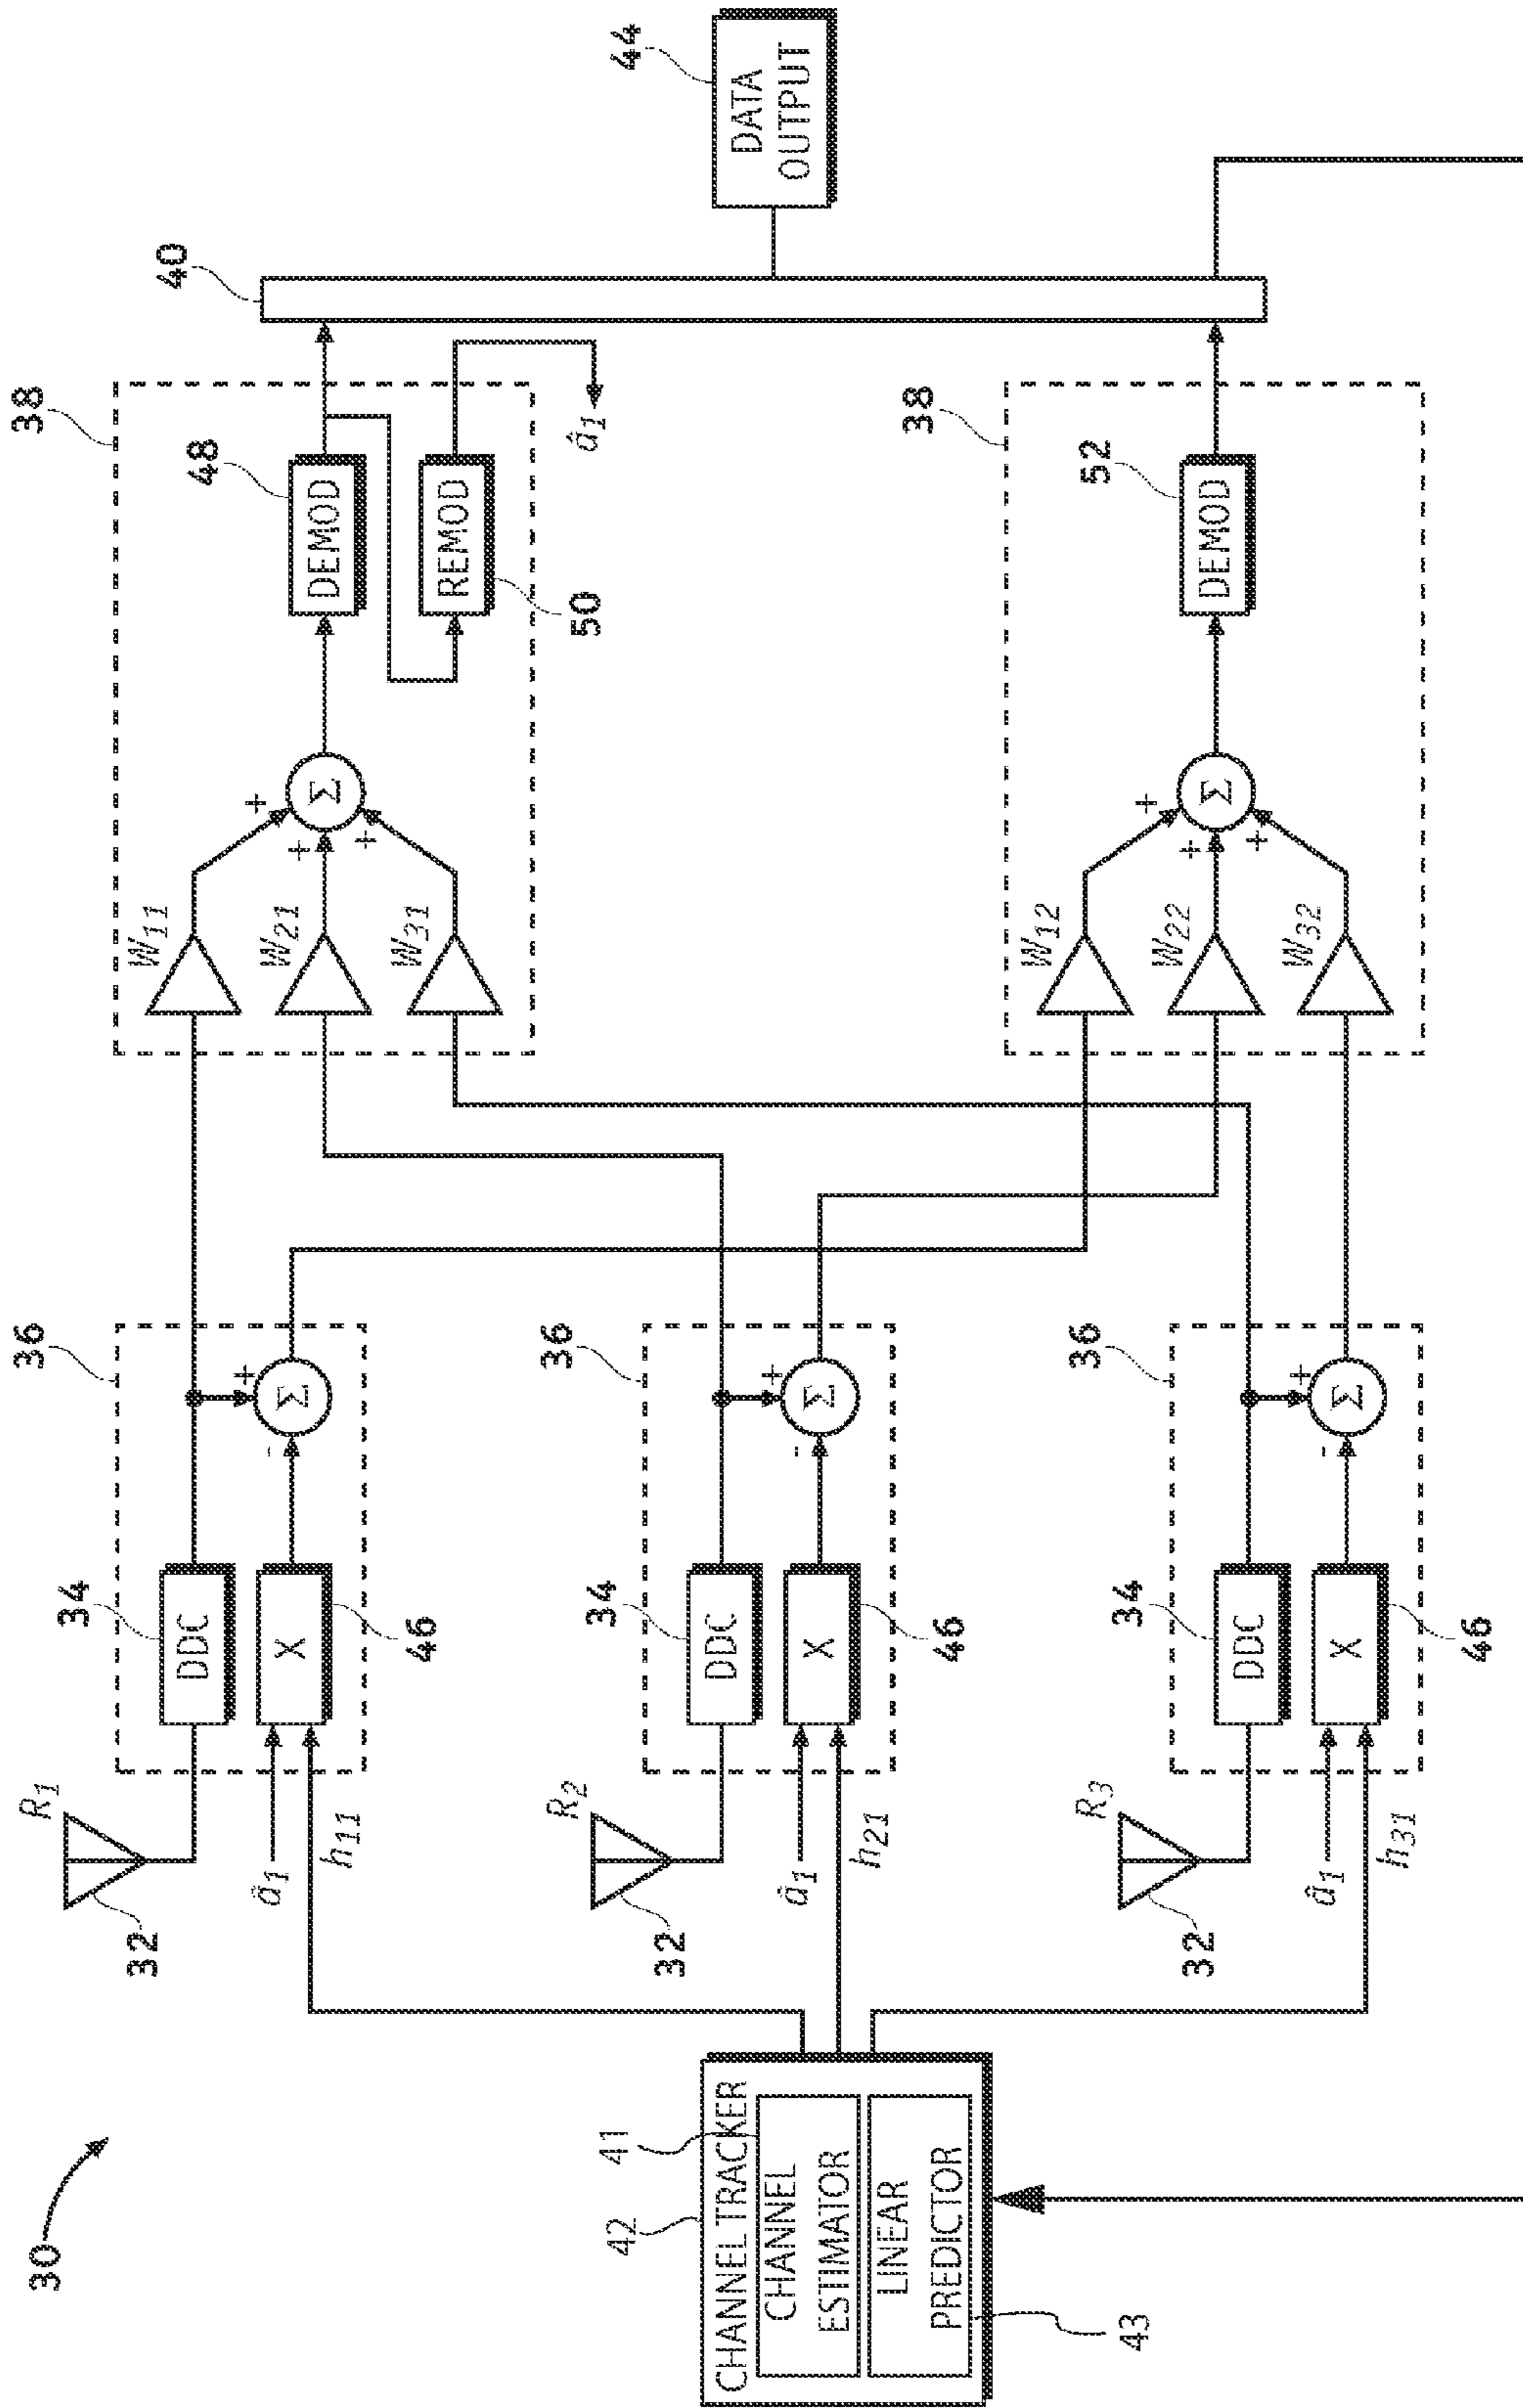 30
CHANNEL TRACKER
CHANNEL
ESTIMATOR
LINEAR
PREDICTOR
42
41
43
R1
32
â1
h11
34
DDC
X
46
36
+
-
Σ
R2
32
â1
h21
34
DDC
X
46
36
+
-
Σ
R3
32
â1
h31
34
DDC
X
46
36
+
-
Σ
38
W11
W21
W31
+
+
+
Σ
48
DEMOD
REMOD
50
â1
38
W12
W22
W32
+
+
+
Σ
52
DEMOD
40
44
DATA
OUTPUT